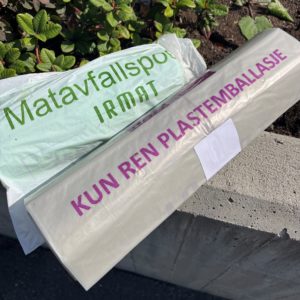 Matavfallspo
IRMAT
KUN REN PLASTEMBALLASJE